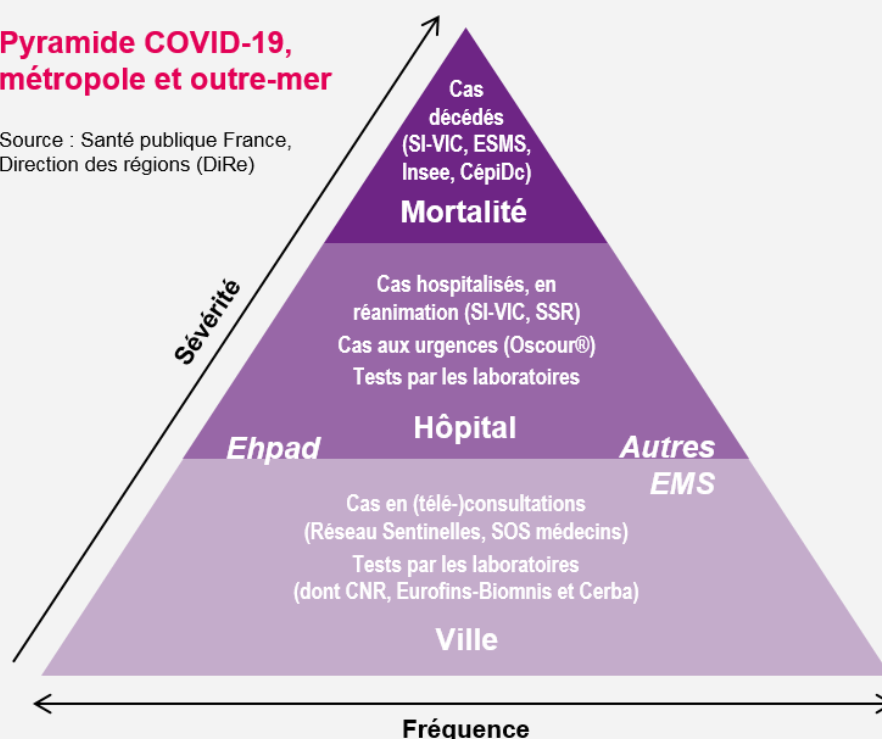 Pyramide COVID-19,
métropole et outre-mer
Source : Santé publique France,
Direction des régions (DiRe)
Sévérité
Cas
décédés
(SI-VIC, ESMS,
Insee, CépiDc)
Mortalité
Cas hospitalisés, en
réanimation (SI-VIC, SSR)
Cas aux urgences (Oscour®)
Tests par les laboratoires
Hôpital
Ehpad
Autres
EMS
Cas en (télé-)consultations
(Réseau Sentinelles, SOS médecins)
Tests par les laboratoires
(dont CNR, Eurofins-Biomnis et Cerba)
Ville
Fréquence